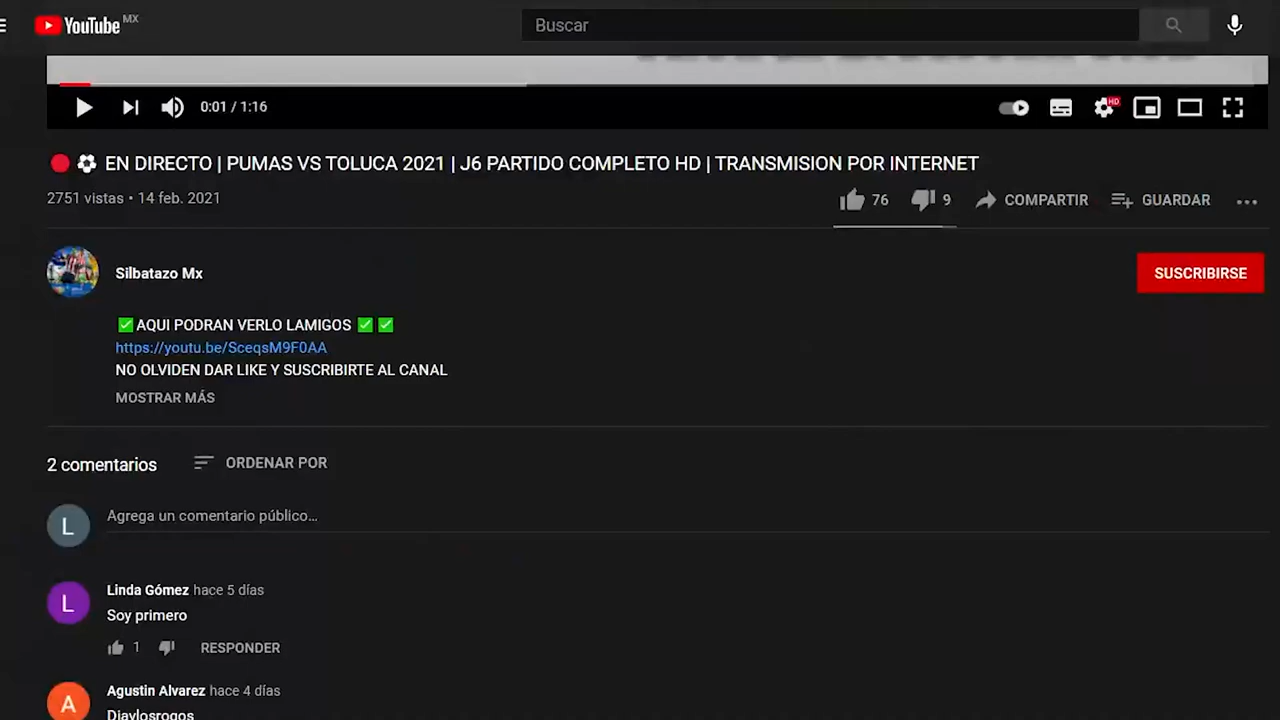 YouTube MX
Buscar
0:01 / 1:16
HD
EN DIRECTO | PUMAS VS TOLUCA 2021 | J6 PARTIDO COMPLETO HD | TRANSMISION POR INTERNET
2751 vistas • 14 feb. 2021
76
9
COMPARTIR
GUARDAR
Silbatazo Mx
SUSCRIBIRSE
✅AQUI PODRAN VERLO LAMIGOS ✅ ✅
https://youtu.be/SceqsM9F0AA
NO OLVIDEN DAR LIKE Y SUSCRIBIRTE AL CANAL
MOSTRAR MÁS
2 comentarios
ORDENAR POR
L
Agrega un comentario público...
L
Linda Gómez hace 5 días
Soy primero
1
RESPONDER
A
Agustin Alvarez hace 4 días